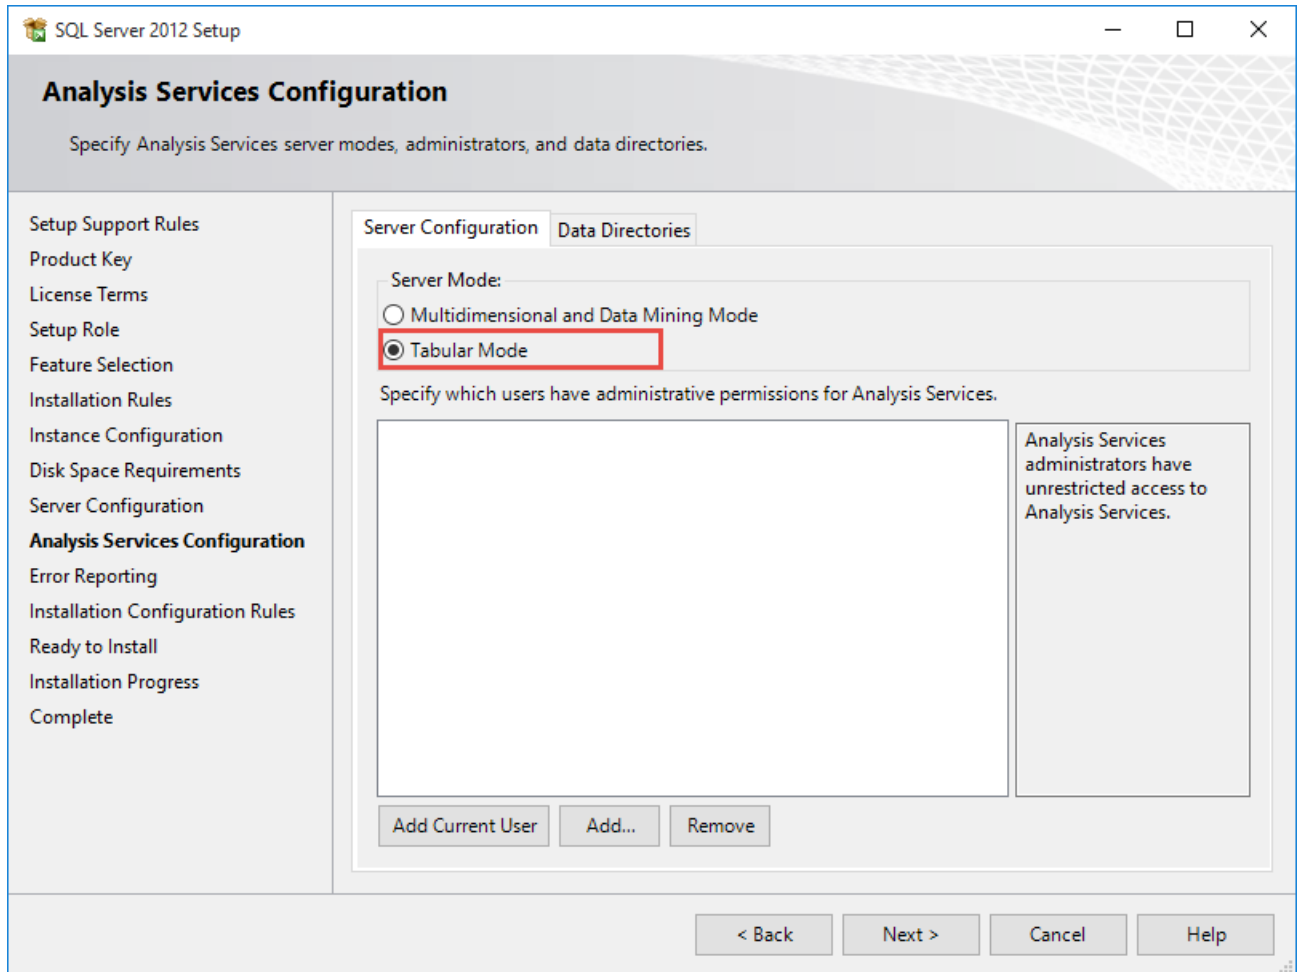 SQL Server 2012 Setup
Analysis Services Configuration
Specify Analysis Services server modes, administrators, and data directories.
Setup Support Rules
Product Key
License Terms
Setup Role
Feature Selection
Installation Rules
Instance Configuration
Disk Space Requirements
Server Configuration
Analysis Services Configuration
Error Reporting
Installation Configuration Rules
Ready to Install
Installation Progress
Complete
Server Configuration
Data Directories
Server Mode:
Multidimensional and Data Mining Mode
Tabular Mode
Specify which users have administrative permissions for Analysis Services.
Analysis Services
administrators have
unrestricted access to
Analysis Services.
Add Current User
Add...
Remove
< Back
Next >
Cancel
Help